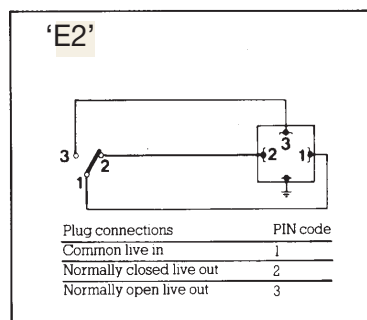 ‘E2’
3
3
2
1
2
1
Plug connections PIN code
Common live in 1
Normally closed live out 2
Normally open live out 3